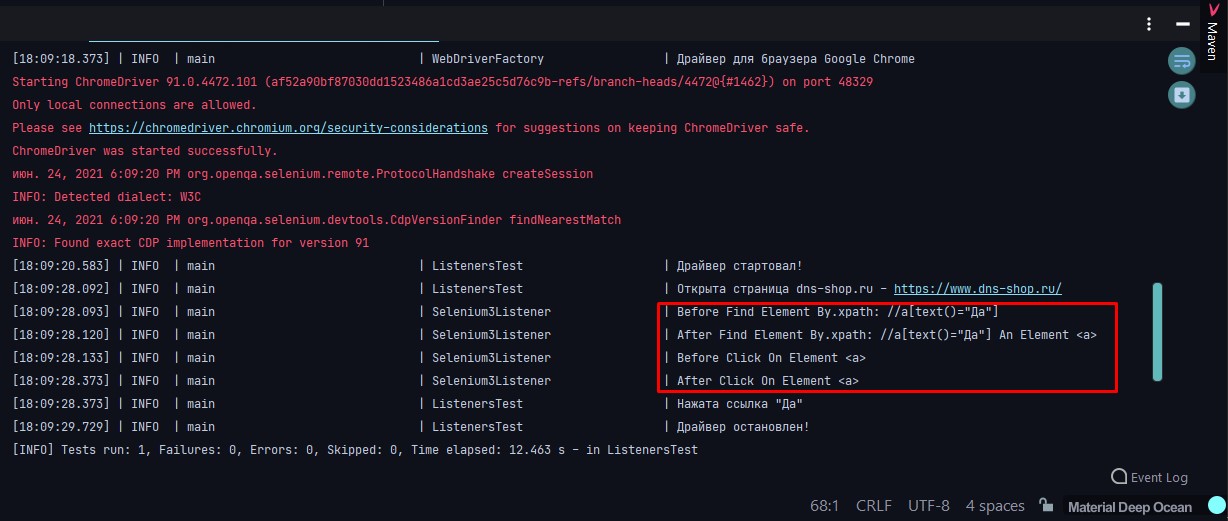 Maven
[18:09:18.373] | INFO | main | WebDriverFactory | Драйвер для браузера Google Chrome
Starting ChromeDriver 91.0.4472.101 (af52a90bf87030dd1523486a1cd3ae25c5d76c9b-refs/branch-heads/4472@{#1462}) on port 48329
Only local connections are allowed.
Please see https://chromedriver.chromium.org/security-considerations for suggestions on keeping ChromeDriver safe.
ChromeDriver was started successfully.
июн. 24, 2021 6:09:20 PM org.openqa.selenium.remote.ProtocolHandshake createSession
INFO: Detected dialect: W3C
июн. 24, 2021 6:09:20 PM org.openqa.selenium.devtools.CdpVersionFinder findNearestMatch
INFO: Found exact CDP implementation for version 91
[18:09:20.583] | INFO | main | ListenersTest | Драйвер стартовал!
[18:09:28.092] | INFO | main | ListenersTest | Открыта страница dns-shop.ru - https://www.dns-shop.ru/
[18:09:28.093] | INFO | main | Selenium3Listener | Before Find Element By.xpath: //a[text()="Да"]
[18:09:28.120] | INFO | main | Selenium3Listener | After Find Element By.xpath: //a[text()="Да"] An Element <a>
[18:09:28.133] | INFO | main | Selenium3Listener | Before Click On Element <a>
[18:09:28.373] | INFO | main | Selenium3Listener | After Click On Element <a>
[18:09:28.373] | INFO | main | ListenersTest | Нажата ссылка "Да"
[18:09:29.729] | INFO | main | ListenersTest | Драйвер остановлен!
[INFO] Tests run: 1, Failures: 0, Errors: 0, Skipped: 0, Time elapsed: 12.463 s - in ListenersTest
Event Log
68:1 CRLF UTF-8 4 spaces Material Deep Ocean